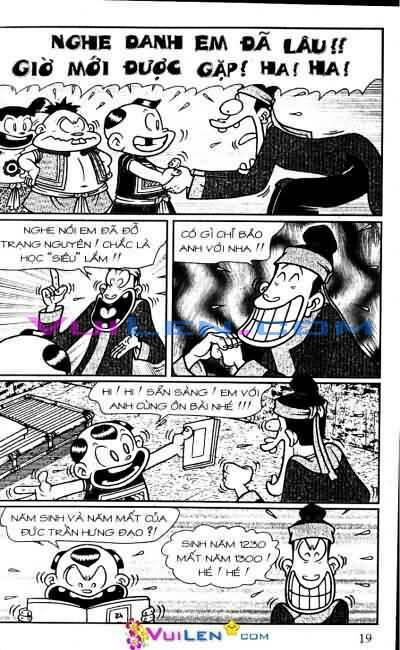 NGHE DANH EM ĐÃ LÂU!!
GIỜ MỚI ĐƯỢC GẶP! HA! HA!
NGHE NÓI EM ĐÃ ĐỖ
TRẠNG NGUYÊN! CHẮC LÀ
HỌC "SIÊU" LẮM!!
CÓ GÌ CHỈ BẢO
ANH VỚI NHA!!
VUILEN.COM
HI! HI! SẴN SÀNG! EM VỚI
ANH CÙNG ÔN BÀI NHÉ!!!
NĂM SINH VÀ NĂM MẤT CỦA
ĐỨC TRẦN HƯNG ĐẠO?!
SINH NĂM 1230
MẤT NĂM 1300!
HÉ! HÉ!
19
VUILEN.COM